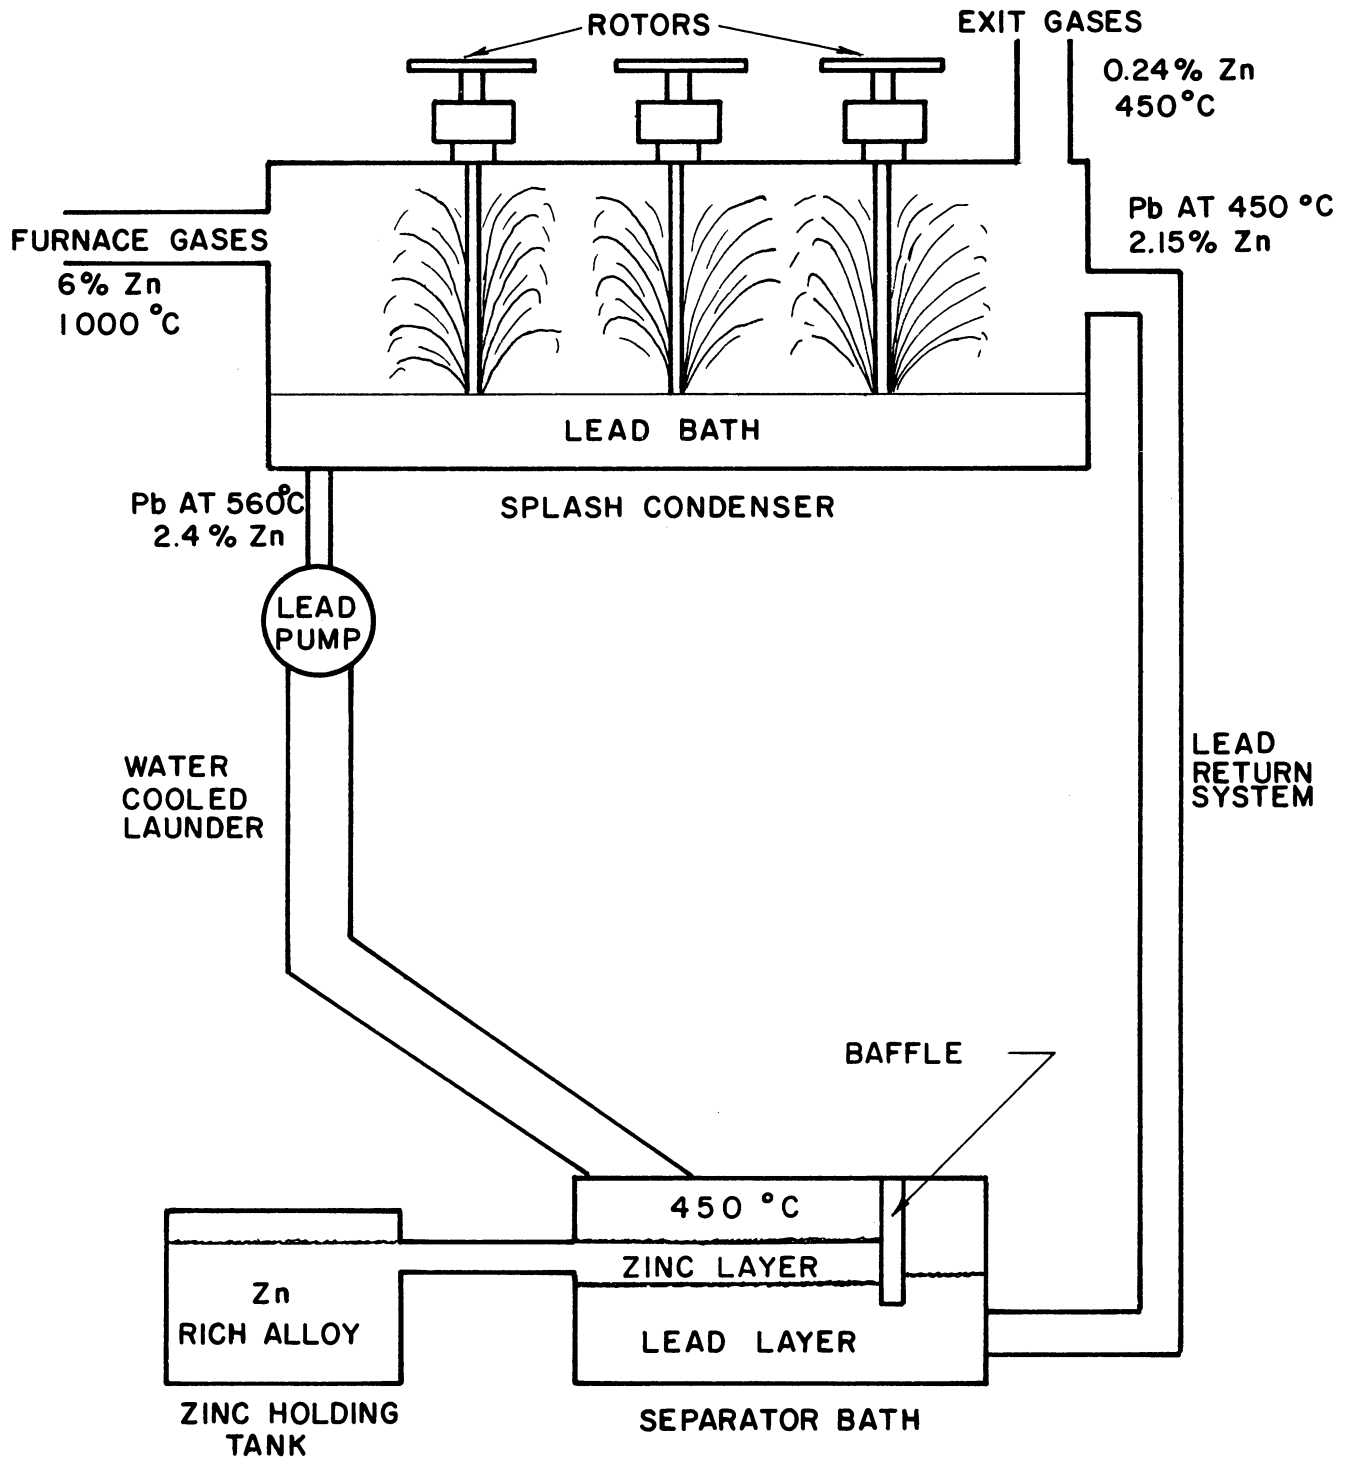 ROTORS
EXIT GASES
0.24% Zn
450°C
FURNACE GASES
6% Zn
1000 °C
Pb AT 450 °C
2.15% Zn
LEAD BATH
Pb AT 560°C
2.4% Zn
SPLASH CONDENSER
LEAD
PUMP
WATER
COOLED
LAUNDER
LEAD
RETURN
SYSTEM
BAFFLE
450 °C
ZINC LAYER
LEAD LAYER
Zn
RICH ALLOY
ZINC HOLDING
TANK
SEPARATOR BATH